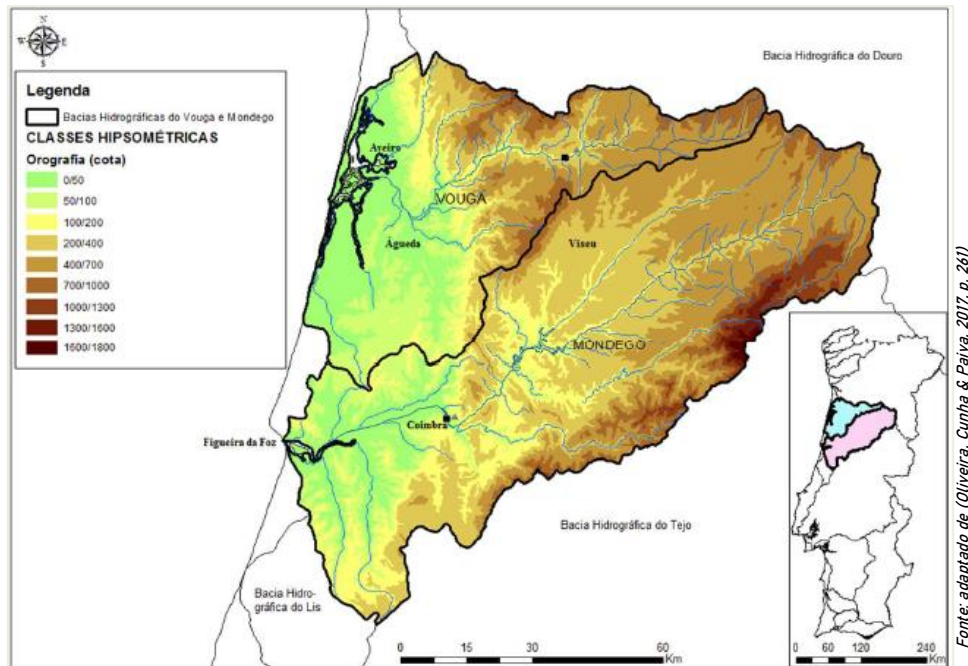 N
W
E
S
Legenda
Bacias Hidrográficas do Vouga e Mondego
CLASSES HIPSOMÉTRICAS
Orografia (cota)
0/50
50/100
100/200
200/400
400/700
700/1000
1000/1300
1300/1600
1600/1800
Bacia Hidrográfica do Douro
Aveiro
VOUGA
Águeda
Viseu
MONDEGO
Coimbra
Figueira da Foz
Bacia Hidrográfica do Tejo
Bacia Hidro-
gráfica do Lis
0 15 30 60
Km
0 60 120 240
Km
Fonte: adaptado de (Oliveira, Cunha & Paiva, 2017, p. 261)